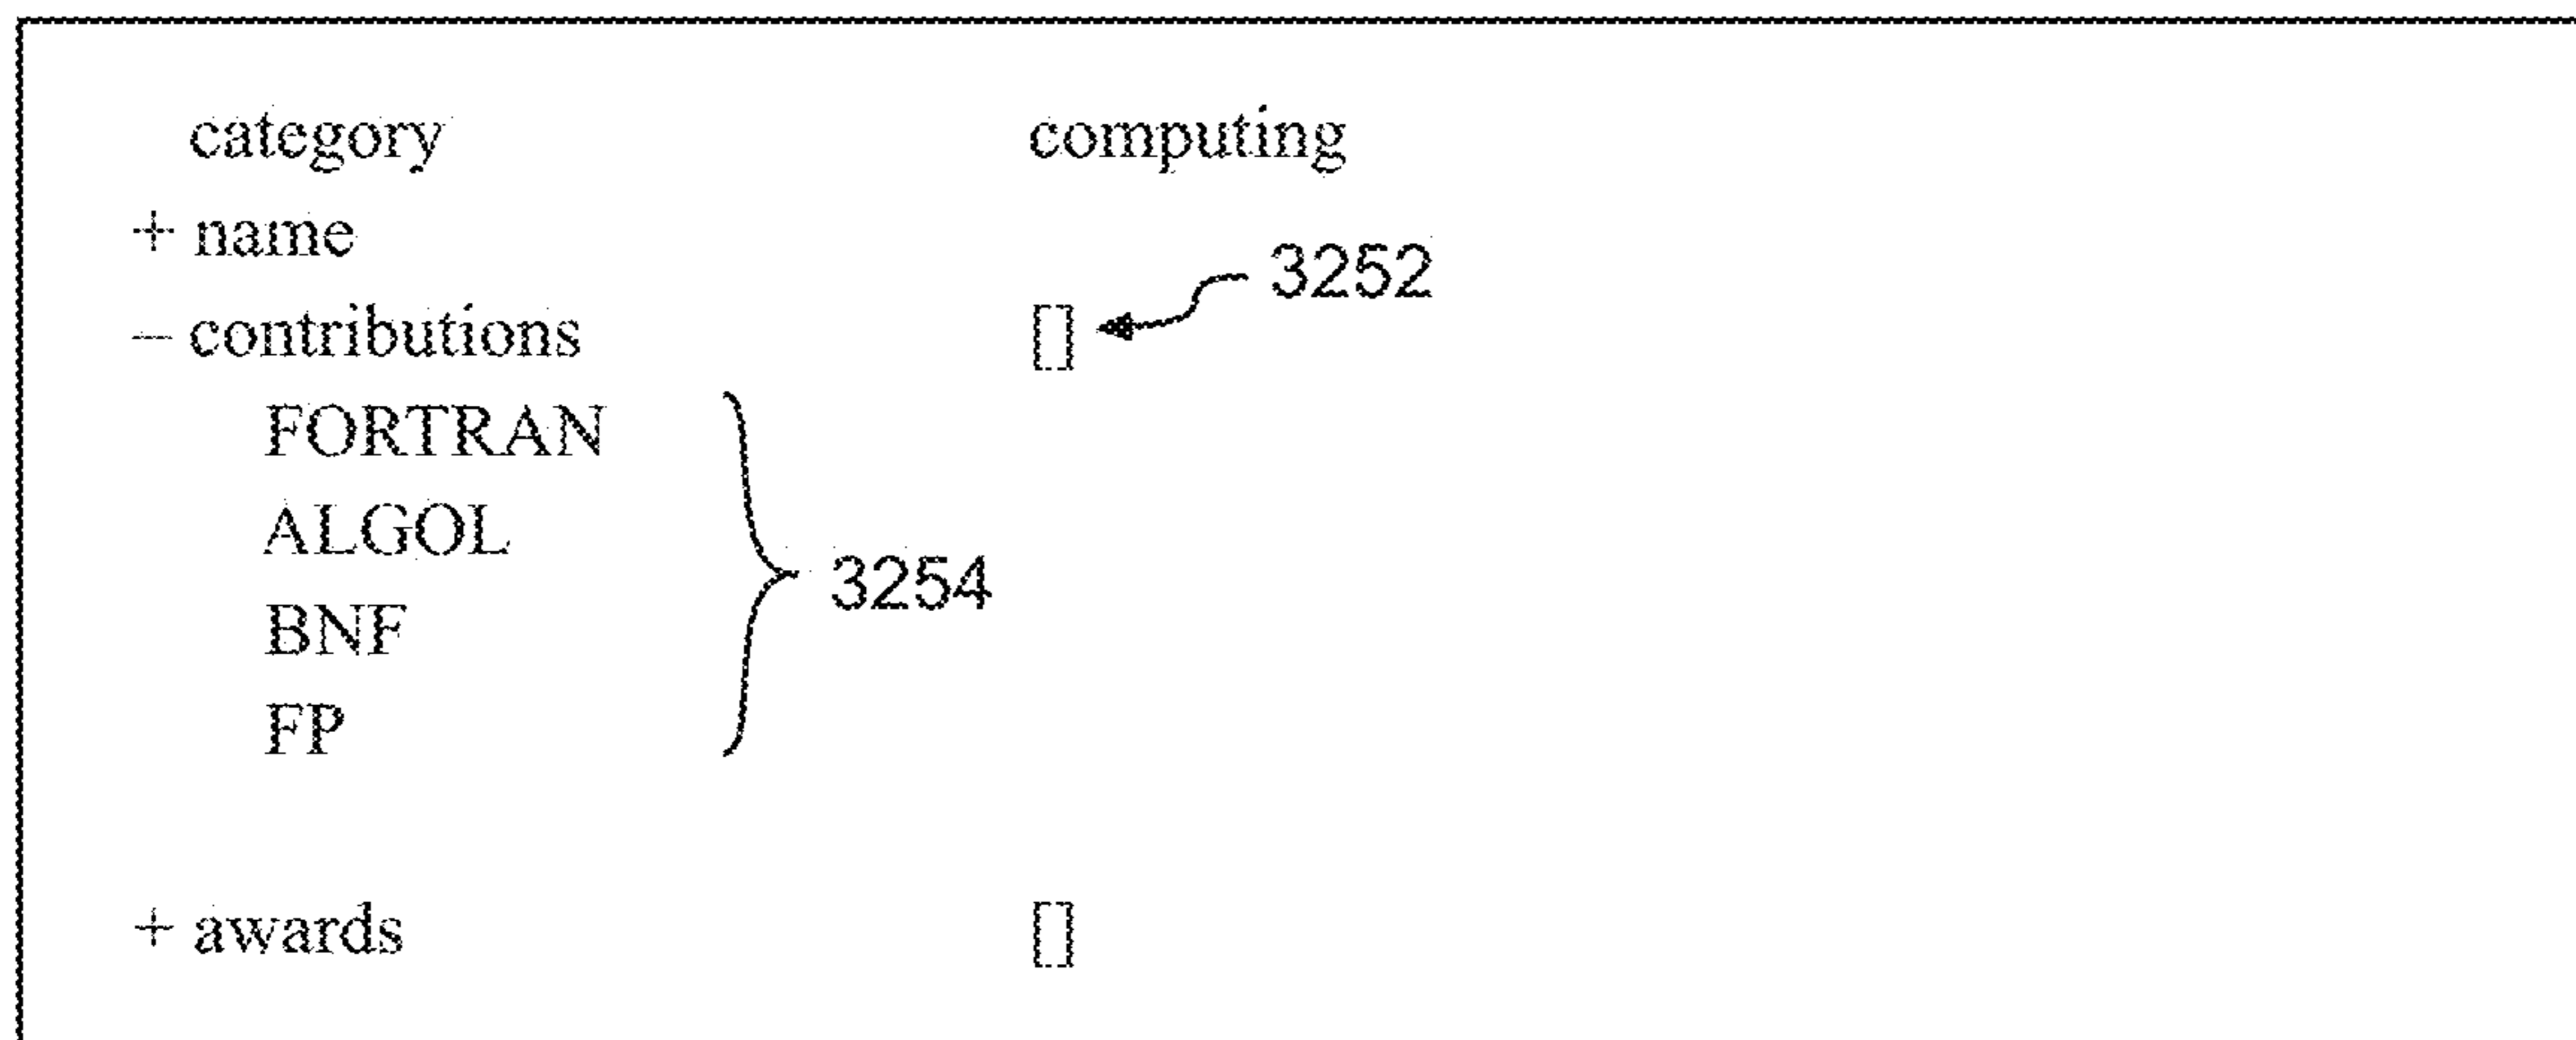 category computing
+ name
3252
– contributions []
FORTRAN
ALGOL
3254
BNF
FP
+ awards []